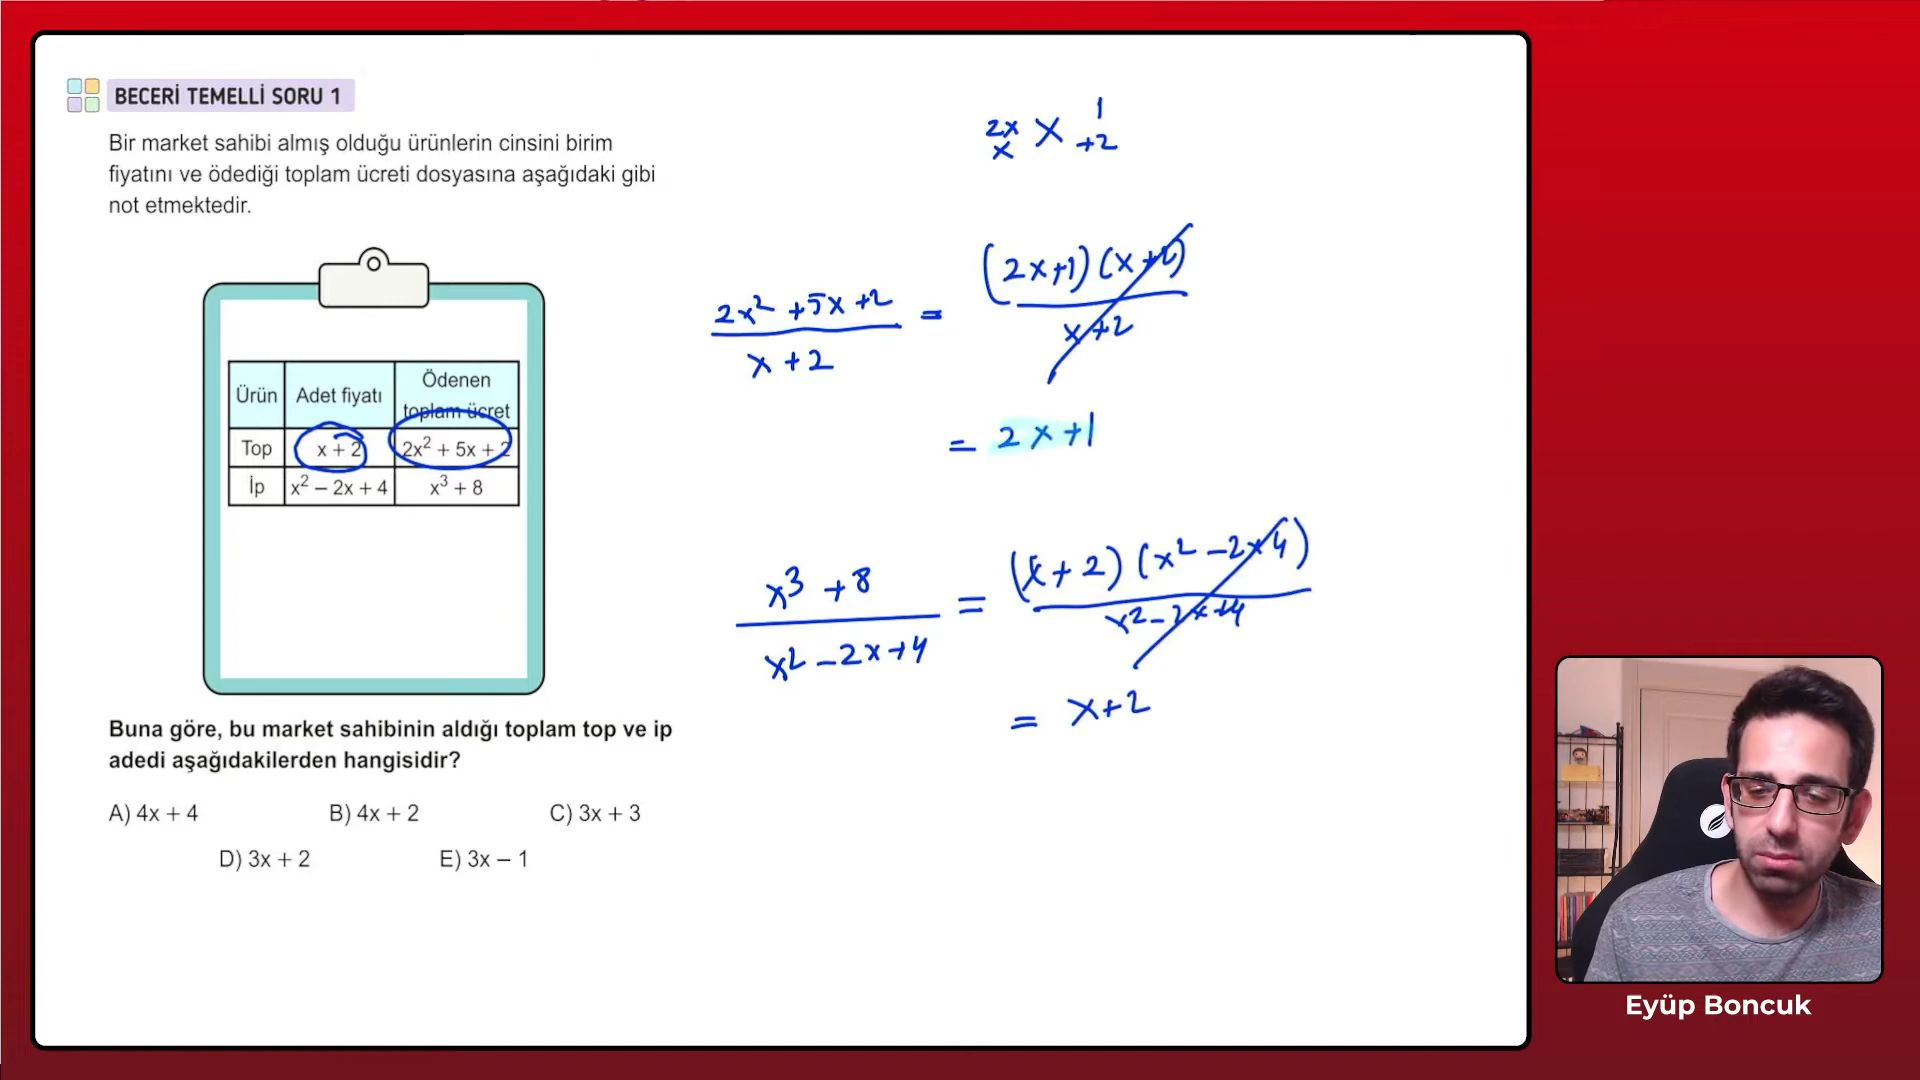 BECERİ TEMELLİ SORU 1
Bir market sahibi almış olduğu ürünlerin cinsini birim
fiyatını ve ödediği toplam ücreti dosyasına aşağıdaki gibi
not etmektedir.
Ürün Adet fiyatı Ödenen toplam ücret
Top x + 2 2x² + 5x + 2
İp x² – 2x + 4 x³ + 8
Buna göre, bu market sahibinin aldığı toplam top ve ip
adedi aşağıdakilerden hangisidir?
A) 4x + 4 B) 4x + 2 C) 3x + 3
D) 3x + 2 E) 3x – 1
2x 1
x X +2
2x² +5x +2 = (2x+1) (x+2)
x + 2 x+2
= 2x+1
x³ + 8 = (x+2) (x² -2x 4)
x² -2x+4 x² -2x+4
= x+2
Eyüp Boncuk